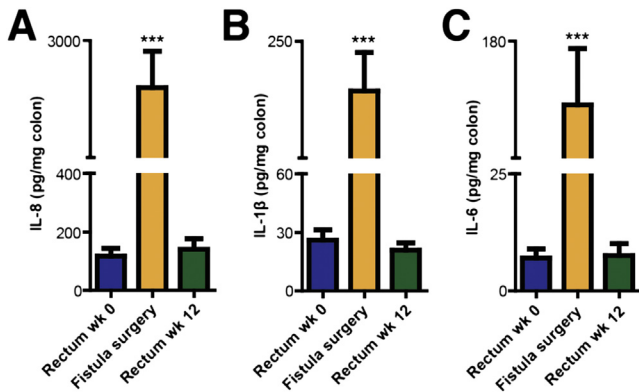 A
IL-8 (pg/mg colon)
3000
400
200
0
***
Rectum wk 0
Fistula surgery
Rectum wk 12
B
IL-1β (pg/mg colon)
250
60
30
0
***
Rectum wk 0
Fistula surgery
Rectum wk 12
C
IL-6 (pg/mg colon)
180
25
0
***
Rectum wk 0
Fistula surgery
Rectum wk 12